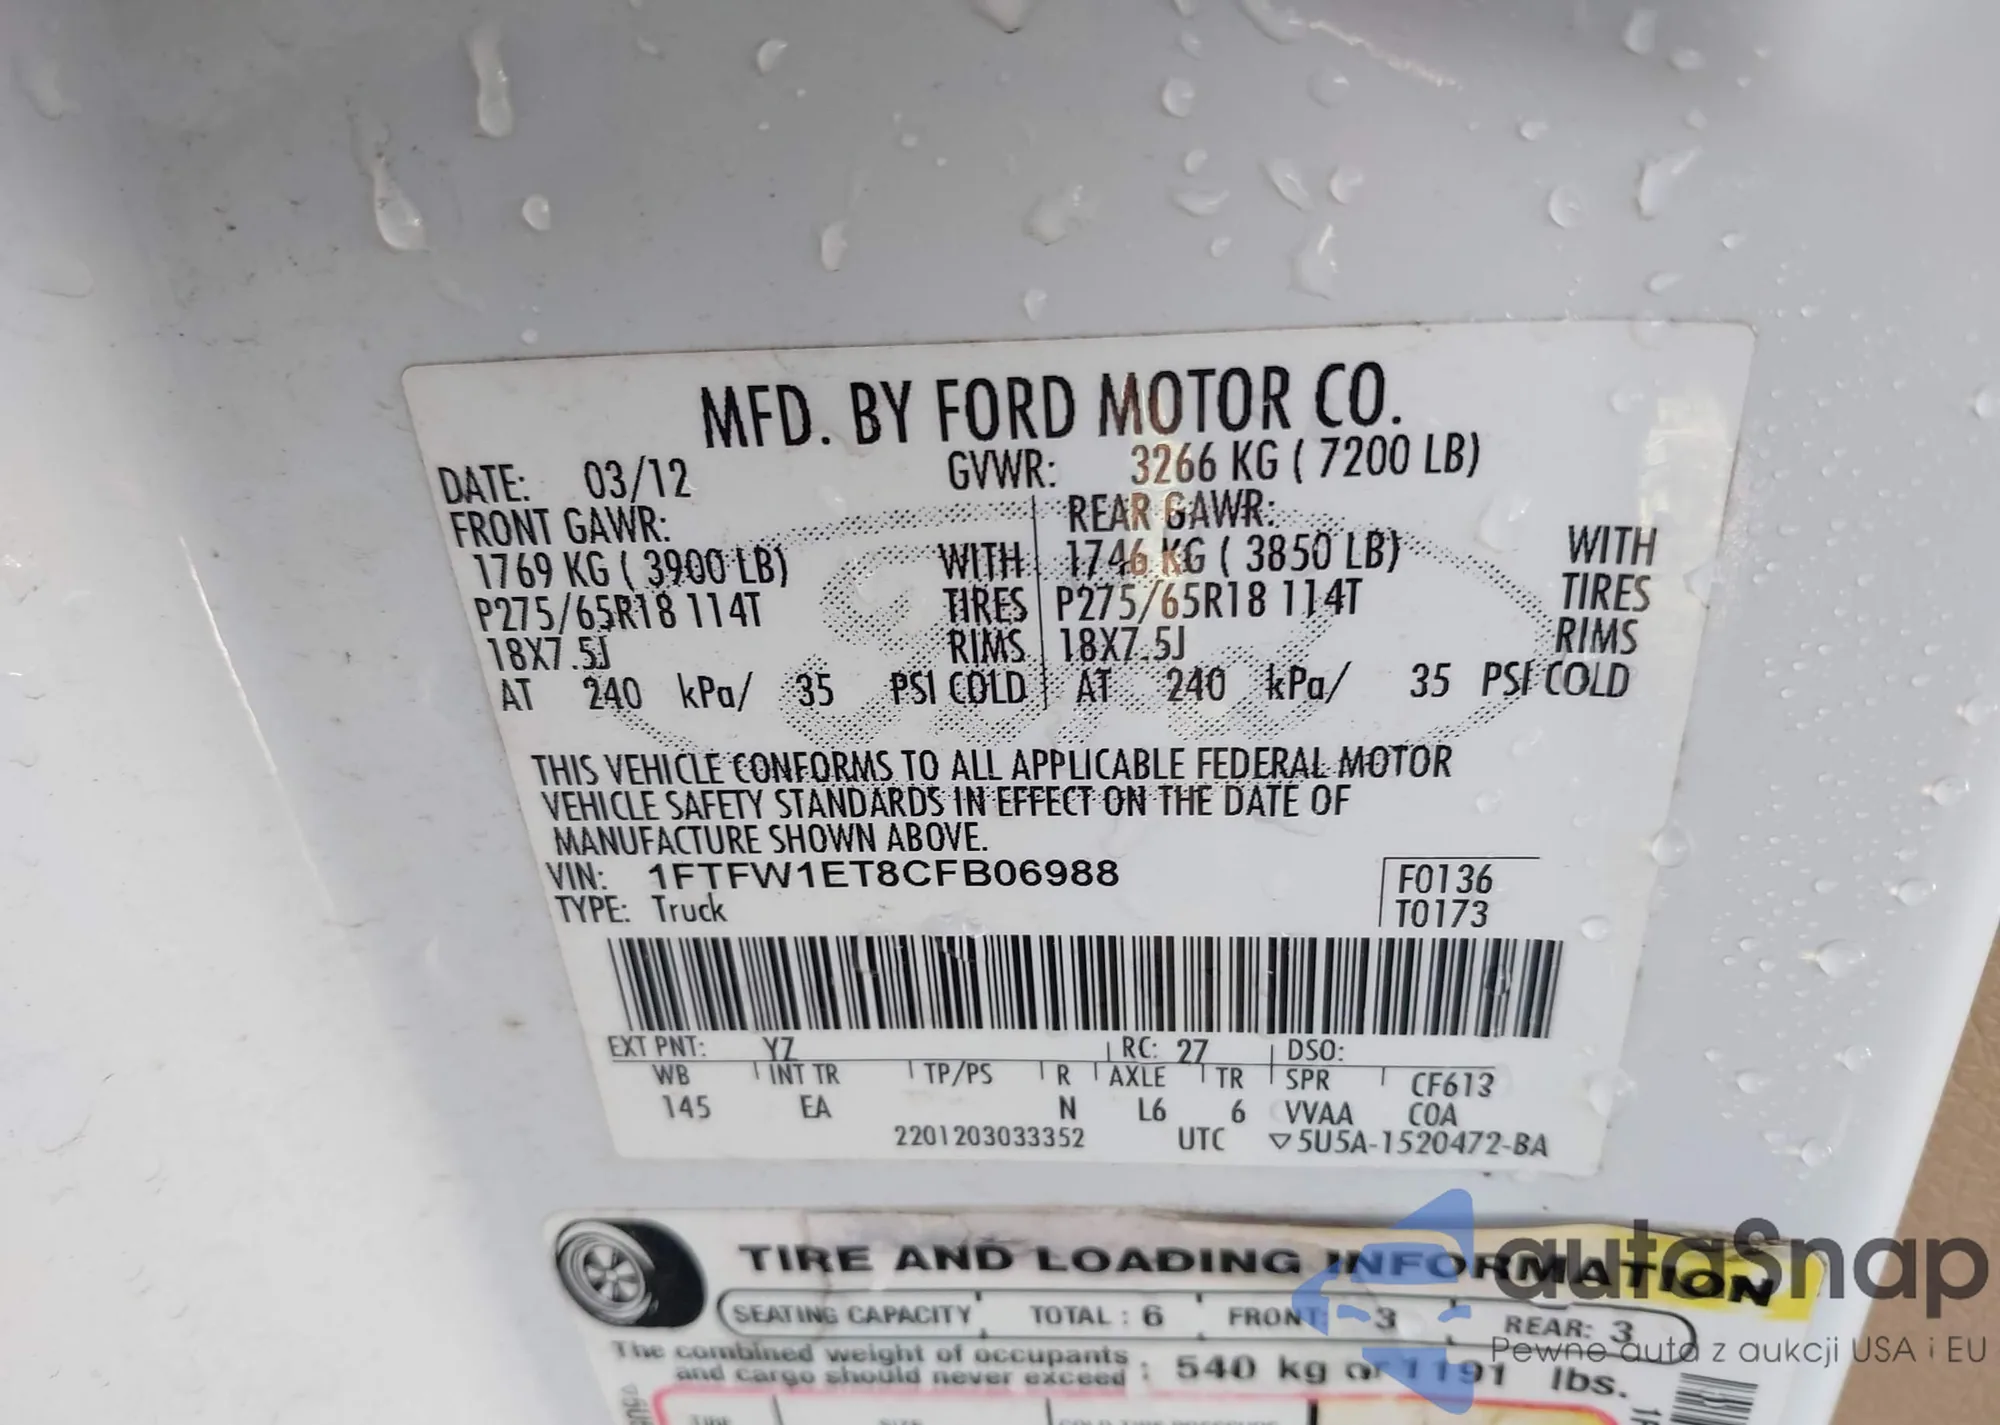 MFD. BY FORD MOTOR CO.
DATE: 03/12 GVWR: 3266 KG ( 7200 LB)
FRONT GAWR: REAR GAWR:
1769 KG ( 3900 LB) WITH 1746 KG ( 3850 LB) WITH
P275/65R18 114T TIRES P275/65R18 114T TIRES
18X7.5J RIMS 18X7.5J RIMS
AT 240 kPa/ 35 PSI COLD AT 240 kPa/ 35 PSI COLD
THIS VEHICLE CONFORMS TO ALL APPLICABLE FEDERAL MOTOR
VEHICLE SAFETY STANDARDS IN EFFECT ON THE DATE OF
MANUFACTURE SHOWN ABOVE.
VIN: 1FTFW1ET8CFB06988 F0136
TYPE: Truck T0173
EXT PNT: YZ RC: 27 DSO:
WB INT TR TP/PS R AXLE TR SPR CF613
145 EA N L6 6 VVAA COA
2201203033352 UTC ▽5U5A-1520472-BA
TIRE AND LOADING INFORMATION
SEATING CAPACITY TOTAL : 6 FRONT: 3 REAR: 3
The combined weight of occupants
and cargo should never exceed : 540 kg or 1191 lbs.
autoSnap
Pewne auta z aukcji USA i EU